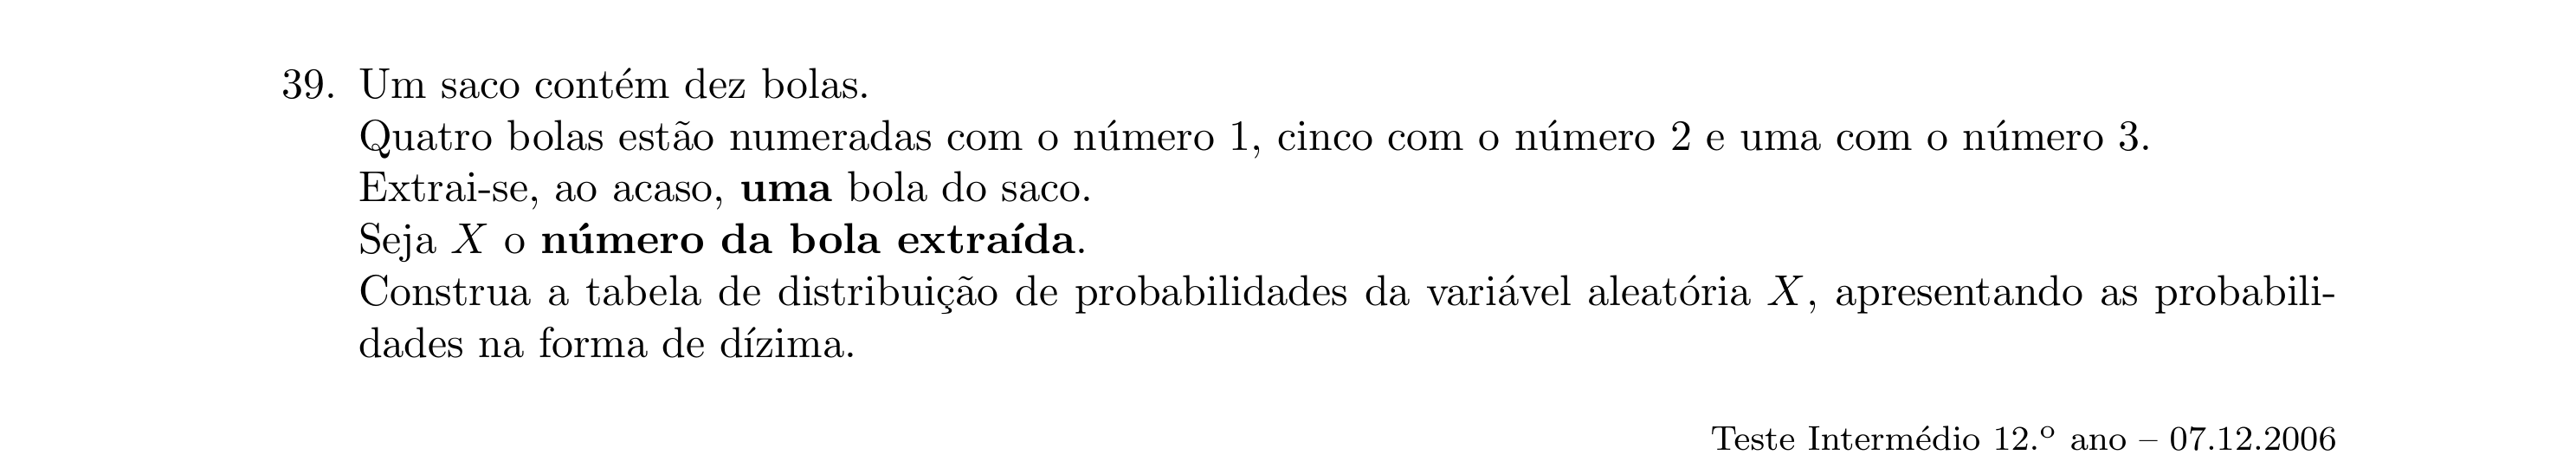 39. Um saco contém dez bolas.
Quatro bolas estão numeradas com o número 1, cinco com o número 2 e uma com o número 3.
Extrai-se, ao acaso, uma bola do saco.
Seja X o número da bola extraída.
Construa a tabela de distribuição de probabilidades da variável aleatória X, apresentando as probabili-
dades na forma de dízima.
Teste Intermédio 12.º ano – 07.12.2006